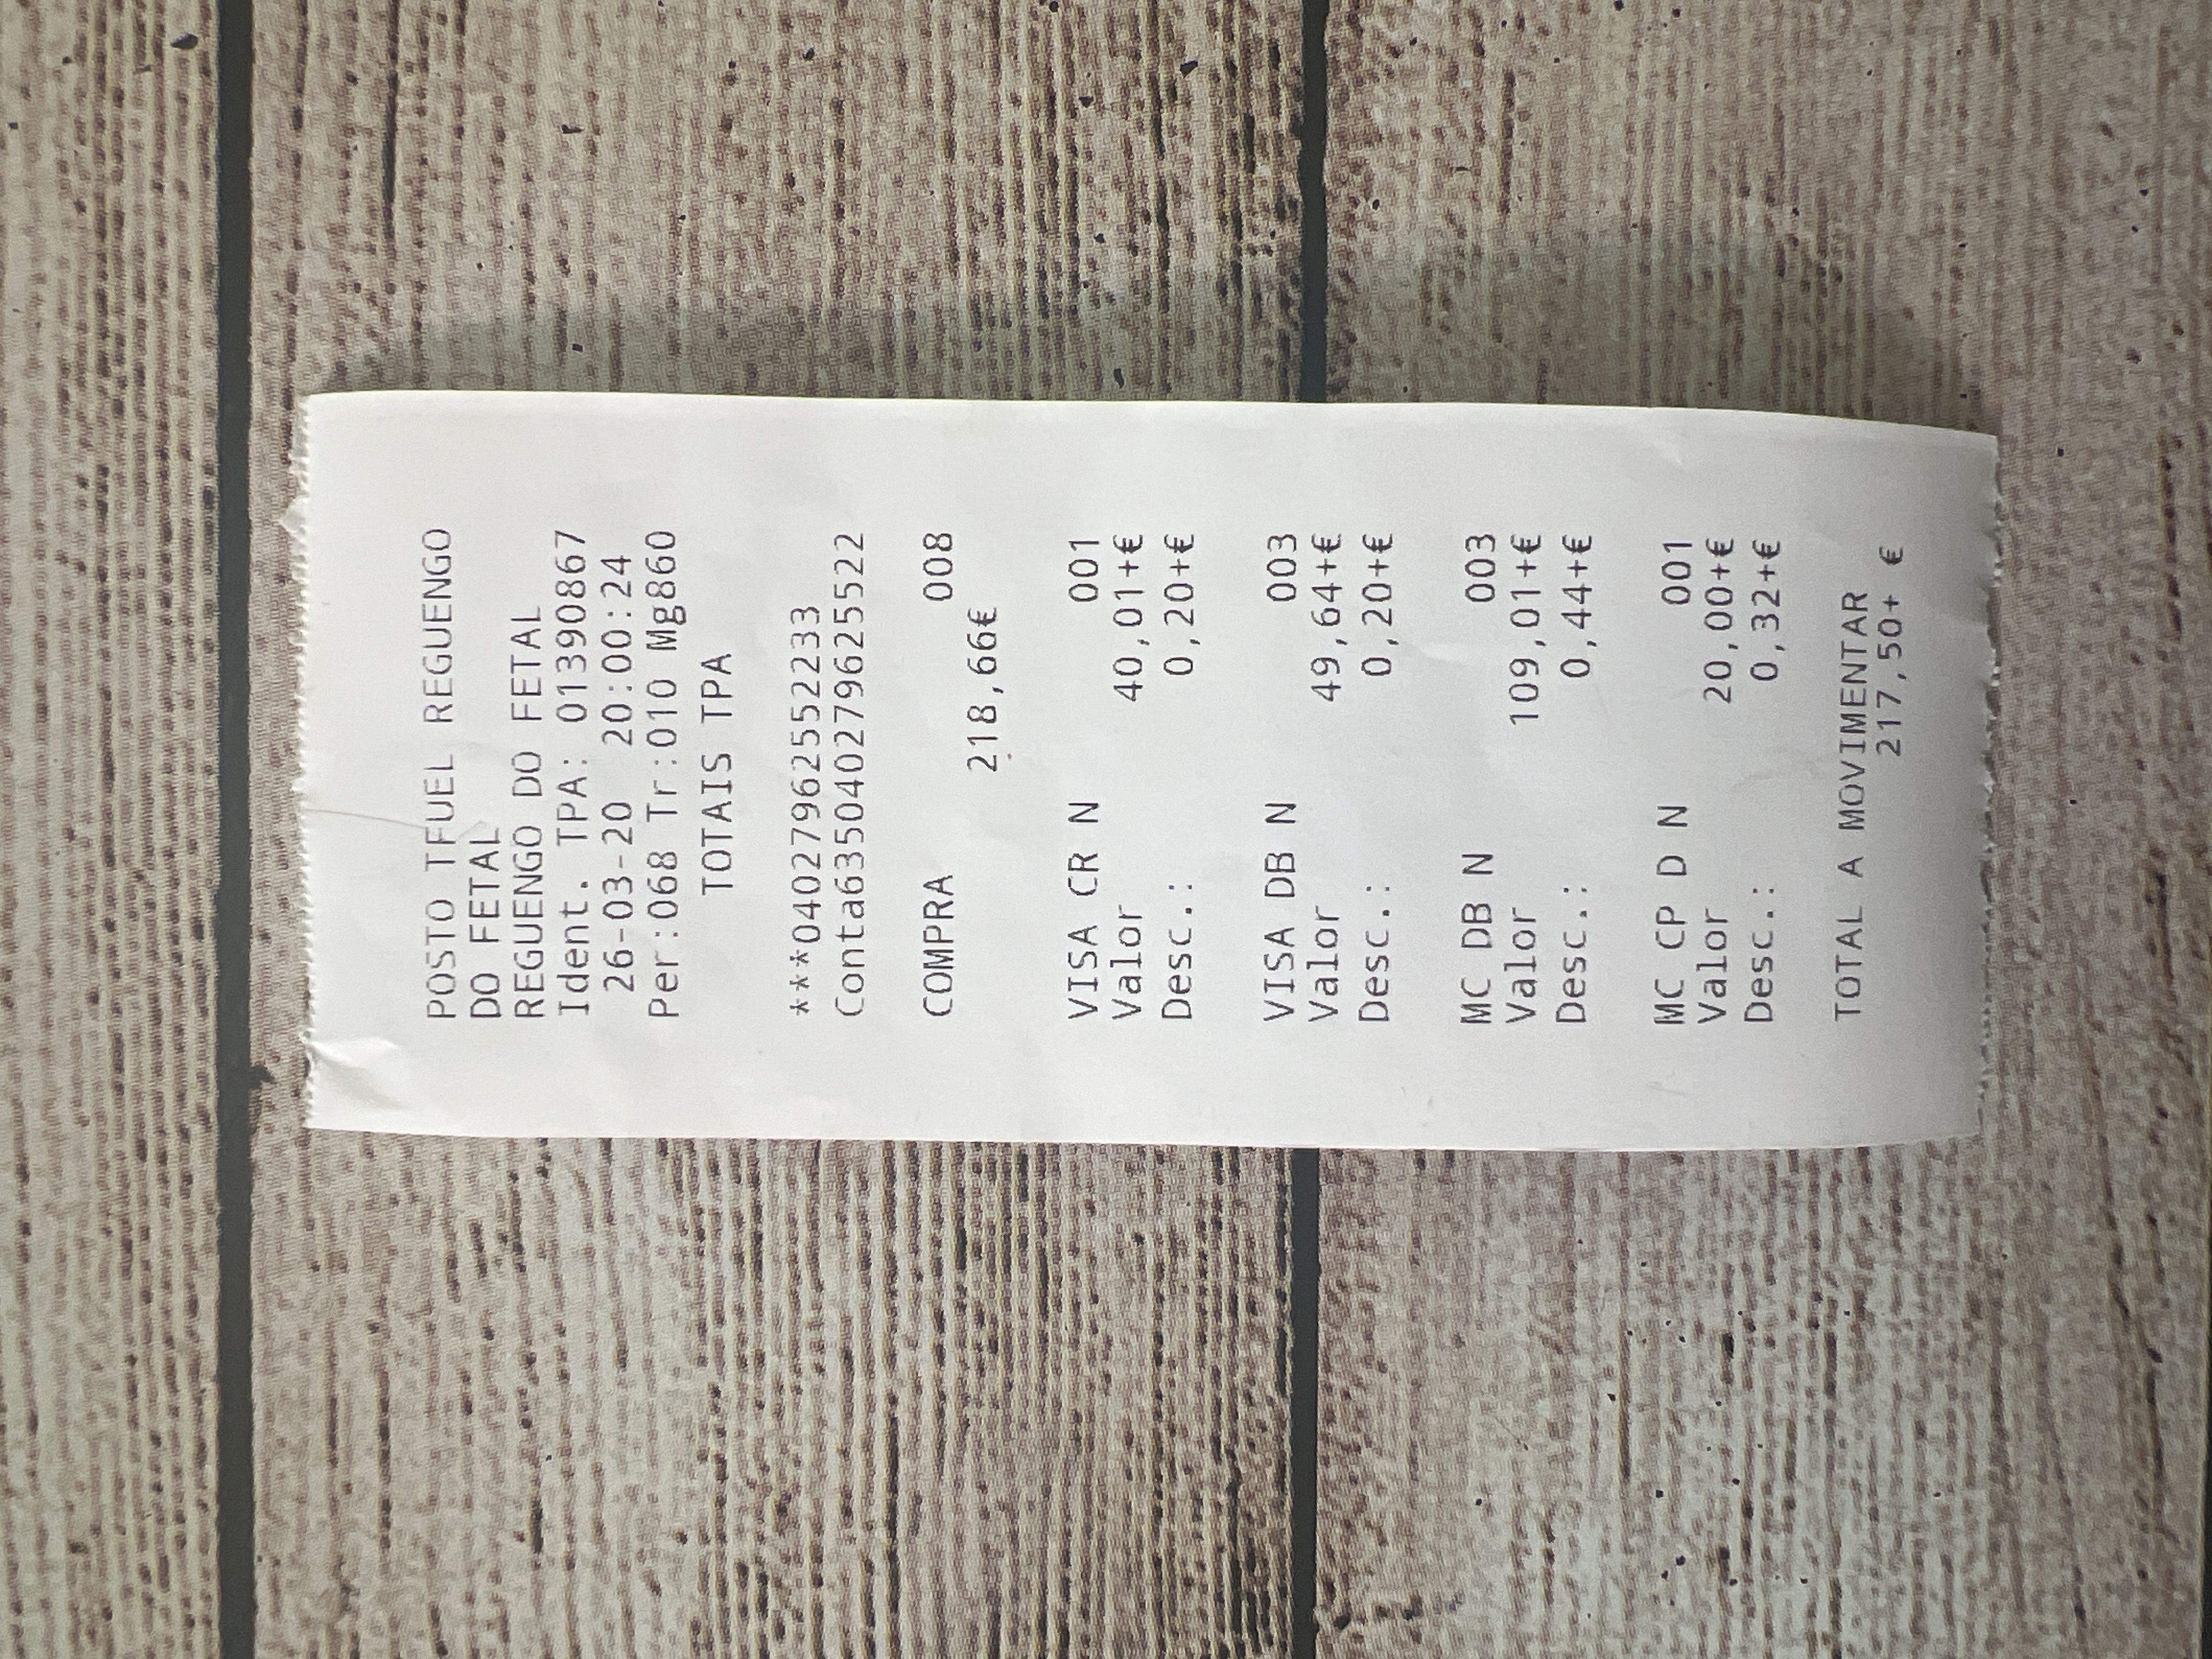 POSTO TFUEL REGUENGO
DO FETAL
REGUENGO DO FETAL
Ident. TPA: 01390867
26-03-20 20:00:24
Per:068 Tr:010 Mg860
TOTAIS TPA
***04027962552233
Conta635040279625522
COMPRA 008
218,66€
VISA CR N 001
Valor 40,01+€
Desc.: 0,20+€
VISA DB N 003
Valor 49,64+€
Desc.: 0,20+€
MC DB N 003
Valor 109,01+€
Desc.: 0,44+€
MC CP D N 001
Valor 20,00+€
Desc.: 0,32+€
TOTAL A MOVIMENTAR
217,50+ €